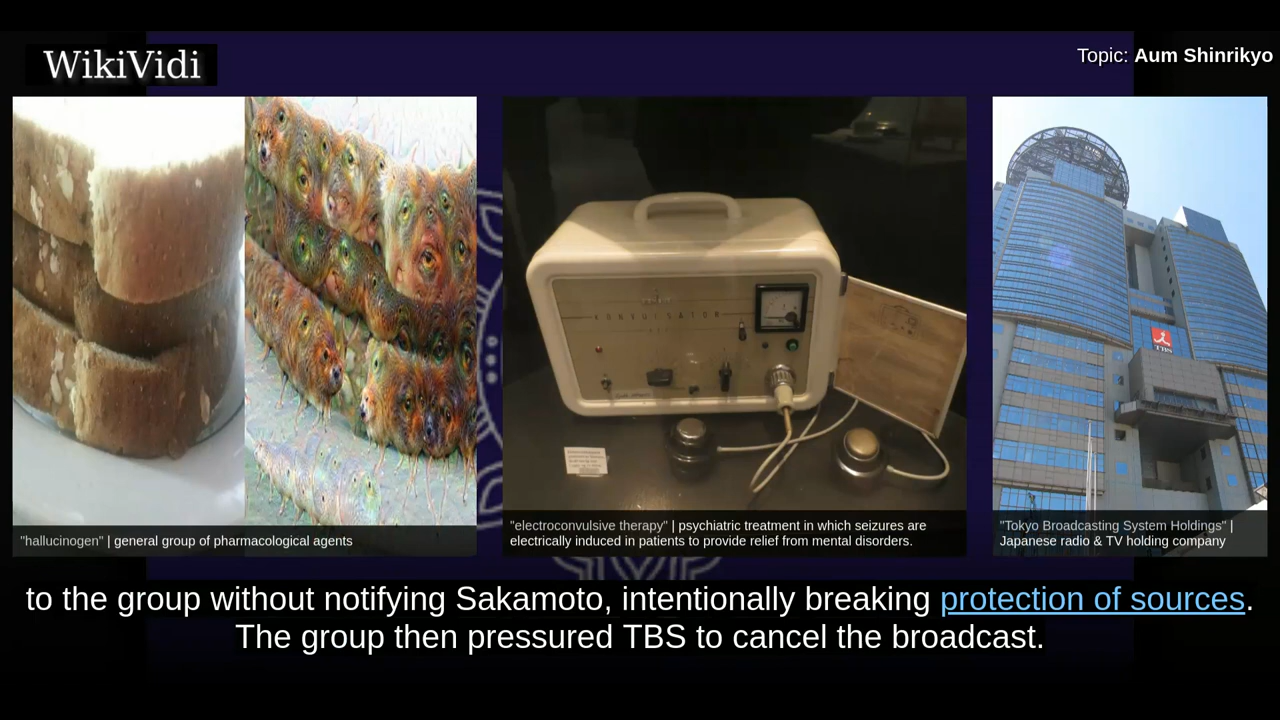 WikiVidi
Topic: Aum Shinrikyo
KONVULSATOR
TBS
"hallucinogen" | general group of pharmacological agents
"electroconvulsive therapy" | psychiatric treatment in which seizures are
electrically induced in patients to provide relief from mental disorders.
"Tokyo Broadcasting System Holdings" |
Japanese radio & TV holding company
to the group without notifying Sakamoto, intentionally breaking protection of sources.
The group then pressured TBS to cancel the broadcast.